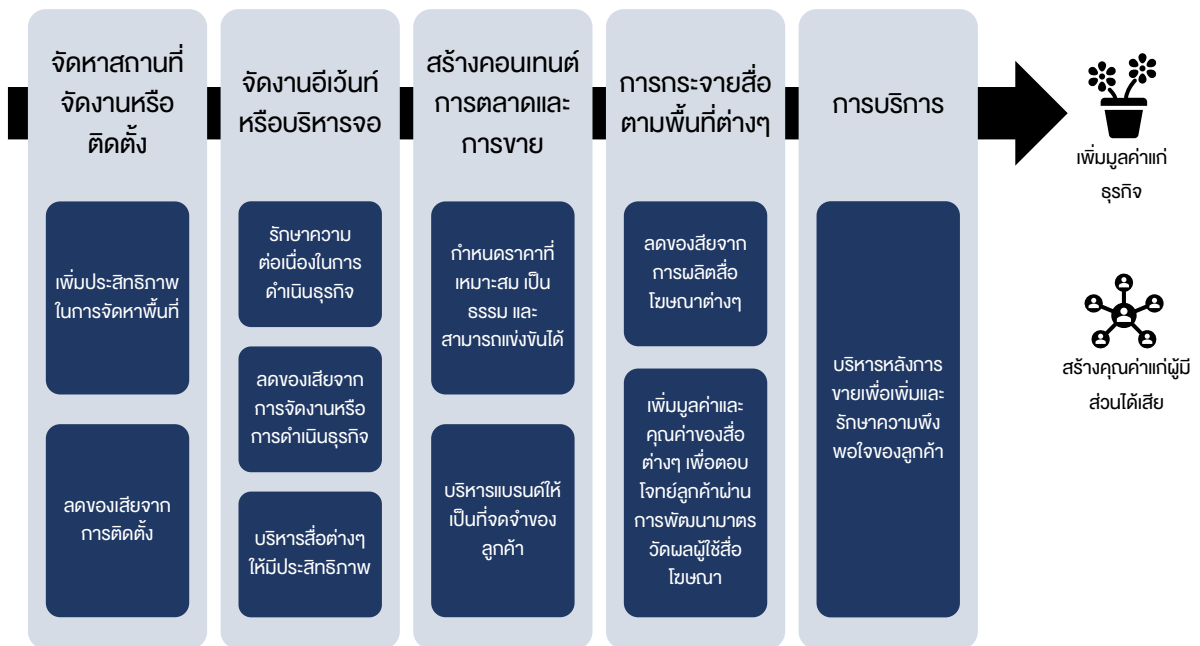 จัดหาสถานที่
จัดงานหรือ
ติดตั้ง
เพิ่มประสิทธิภาพ
ในการจัดหาพื้นที่
ลดของเสียจาก
การติดตั้ง
จัดงานอีเว้นท์
หรือบริหารจอ
รักษาความ
ต่อเนื่องในการ
ดำเนินธุรกิจ
ลดของเสียจาก
การจัดงานหรือ
การดำเนินธุรกิจ
บริหารสื่อต่างๆ
ให้มีประสิทธิภาพ
สร้างคอนเทนต์
การตลาดและ
การขาย
กำหนดราคาที่
เหมาะสม เป็น
ธรรม และ
สามารถแข่งขันได้
บริหารแบรนด์ให้
เป็นที่จดจำของ
ลูกค้า
การกระจายสื่อ
ตามพื้นที่ต่างๆ
ลดของสียจาก
การผลิตสื่อ
โฆษณาต่างๆ
เพิ่มมูลค่าและ
คุณค่าของสื่อ
ต่างๆ เพื่อตอบ
โจทย์ลูกค้าผ่าน
การพัฒนามาตร
วัดผลผู้ใช้สื่อ
โฆษณา
การบริการ
บริหารหลังการ
ขายเพื่อเพิ่มและ
รักษาความพึง
พอใจของลูกค้า
เพิ่มมูลค่าแก่
ธุรกิจ
สร้างคุณค่าแก่ผู้มี
ส่วนได้เสีย